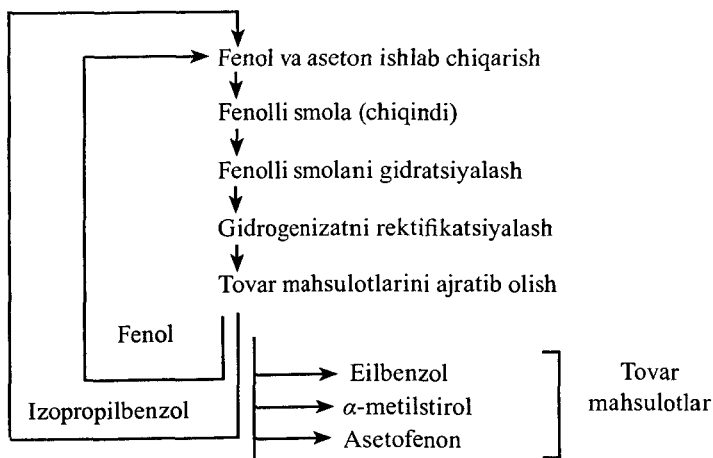 Fenol va aseton ishlab chiqarish
Fenolli smola (chiqindi)
Fenolli smolani gidratsiyalash
Gidrogenizatni rektifikatsiyalash
Tovar mahsulotlarini ajratib olish
Fenol
Izopropilbenzol
Eilbenzol
α-metilstirol
Asetofenon
Tovar
mahsulotlar